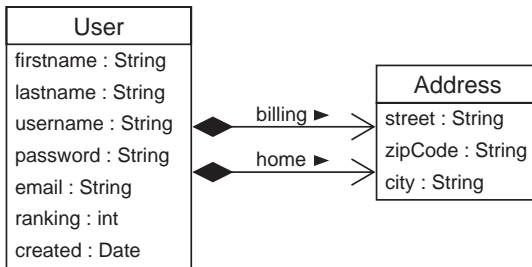 User
firstname : String
lastname : String
username : String
password : String
email : String
ranking : int
created : Date
billing ►
home ►
Address
street : String
zipCode : String
city : String